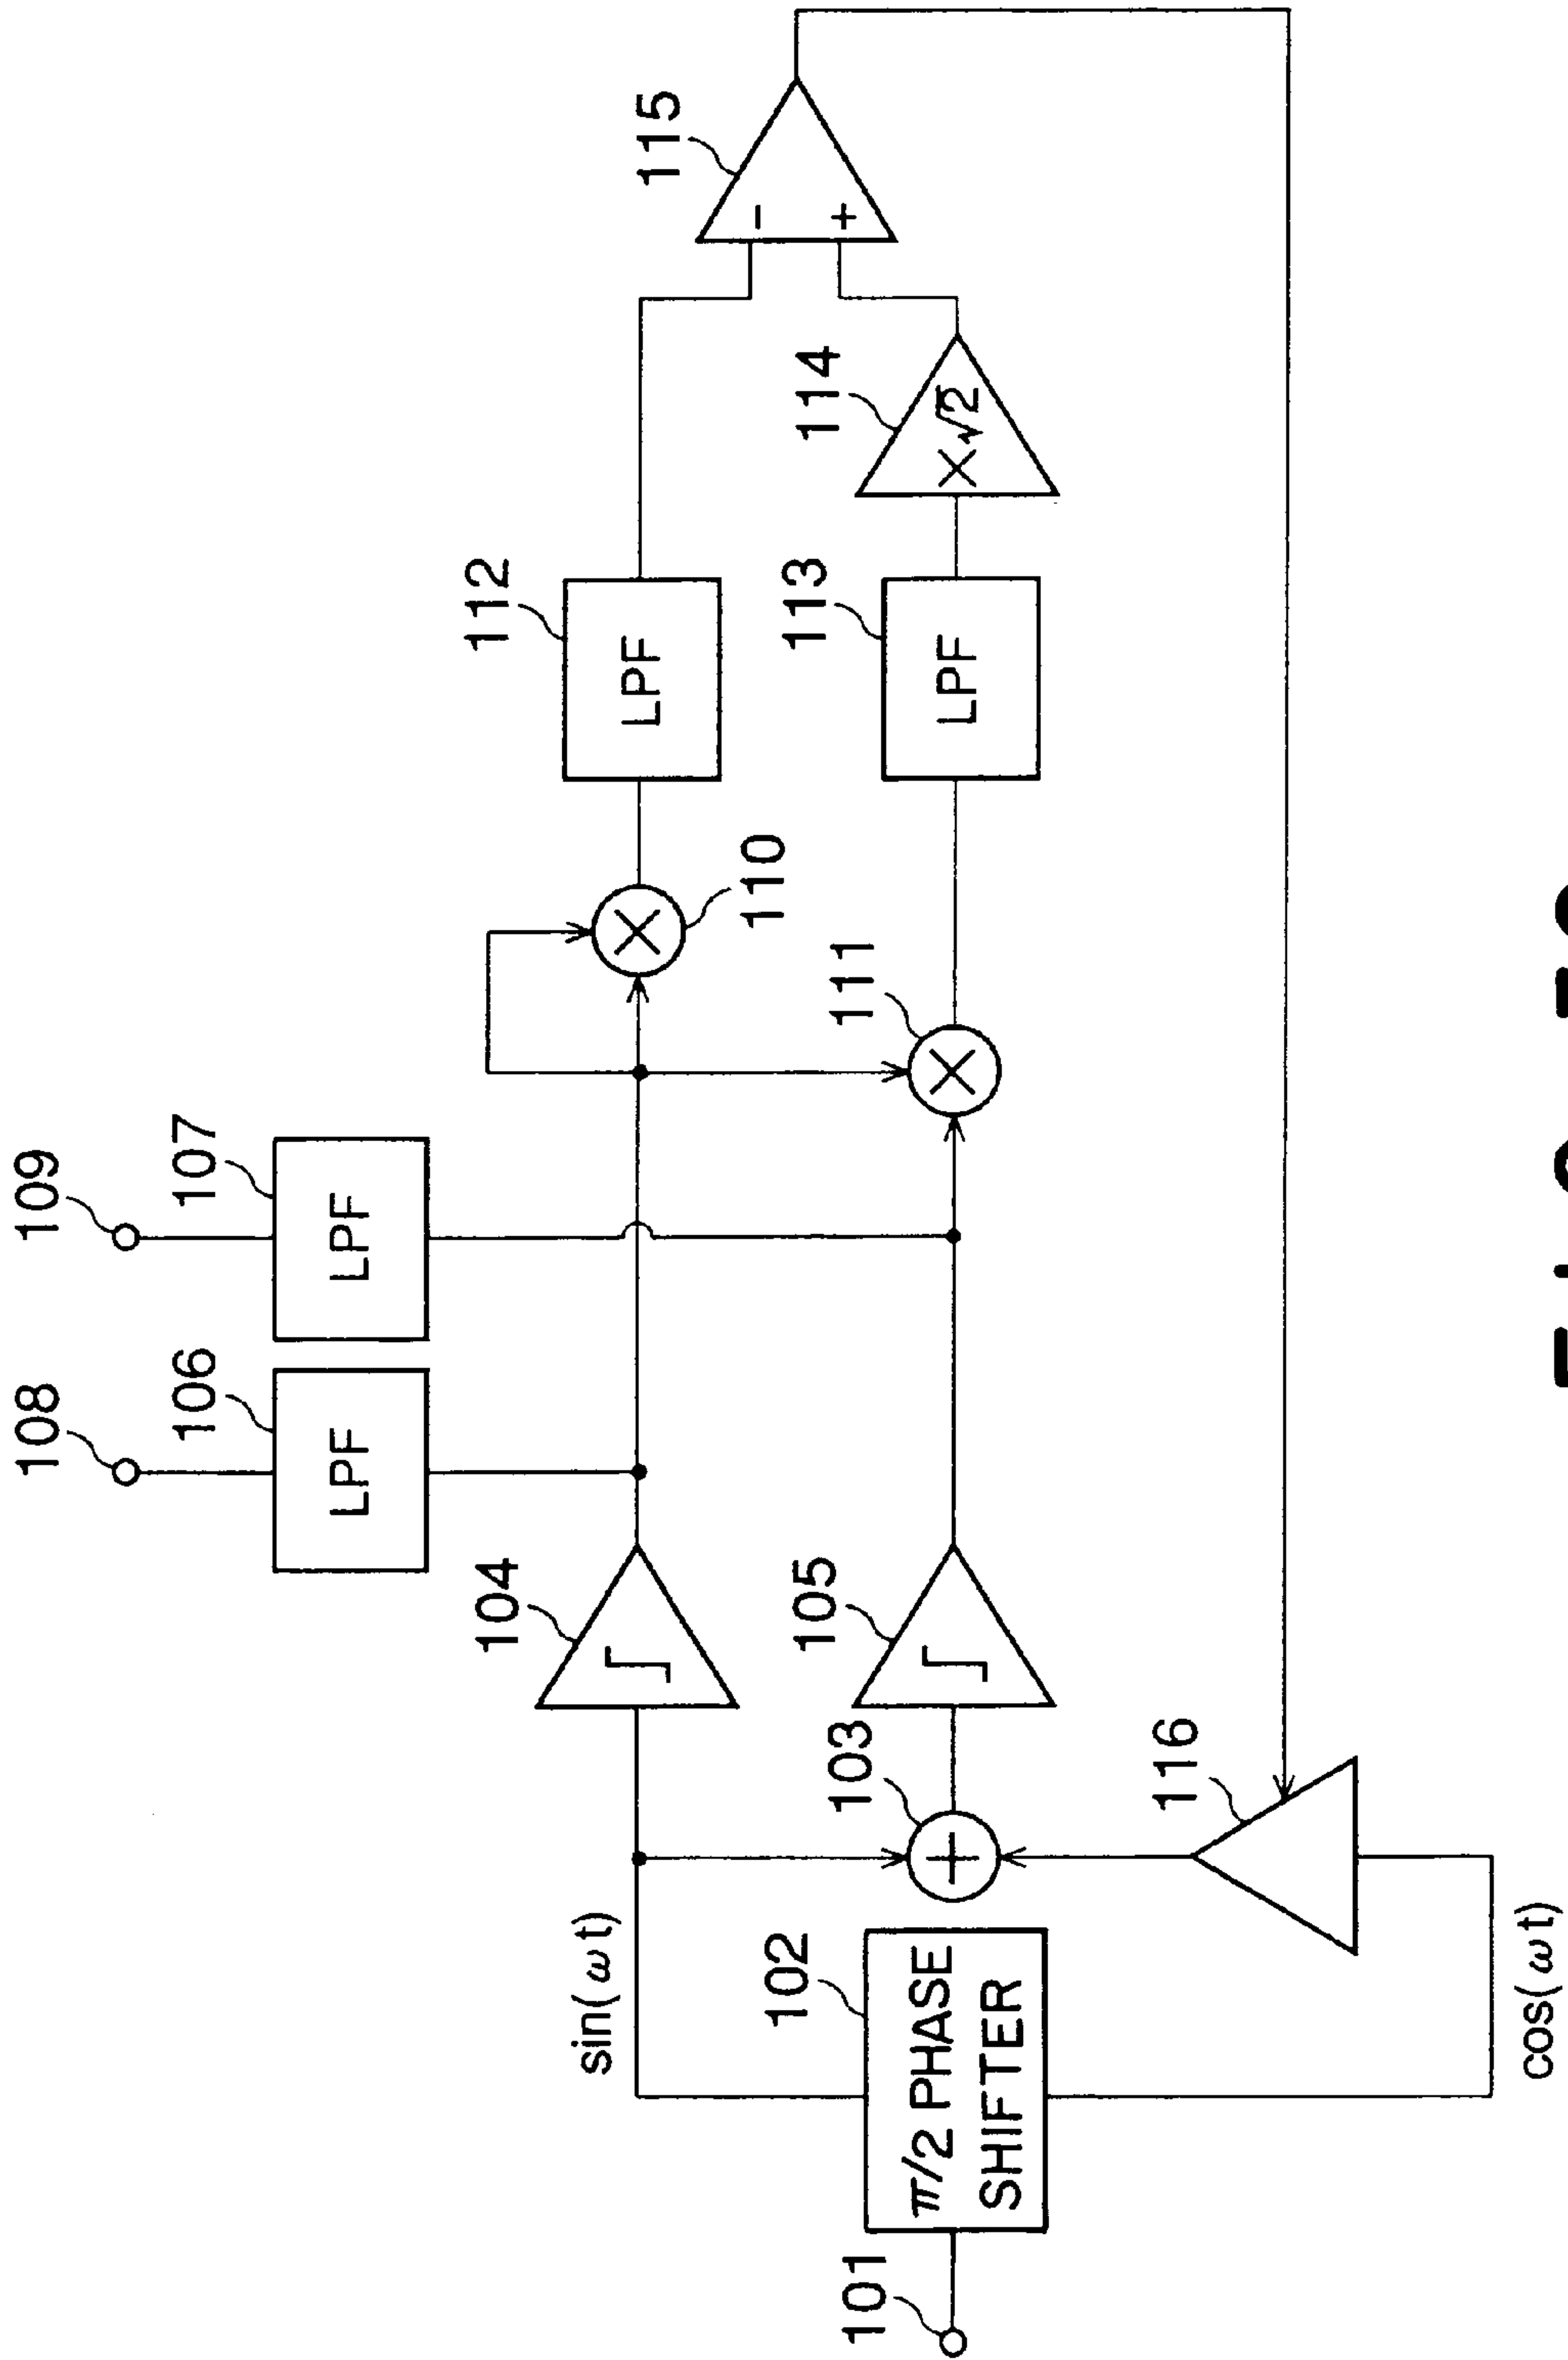 109
107
LPF
108
106
LPF
115
-
+
112
LPF
114
×√2
113
LPF
110
×
111
×
104
105
103
+
116
sin(ωt)
102
π/2 PHASE
SHIFTER
101
cos(ωt)